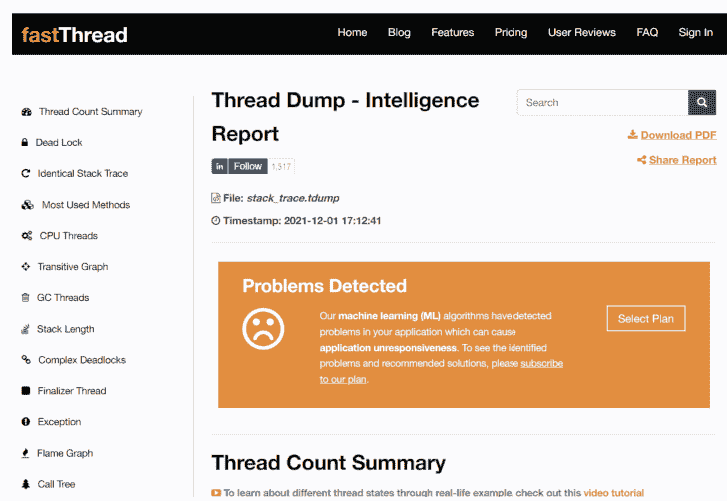 fastThread
Home Blog Features Pricing User Reviews FAQ Sign In
Thread Count Summary
Dead Lock
Identical Stack Trace
Most Used Methods
CPU Threads
Transitive Graph
GC Threads
Stack Length
Complex Deadlocks
Finalizer Thread
Exception
Flame Graph
Call Tree
Thread Dump - Intelligence
Report
Search
Download PDF
Share Report
in Follow 1,317
File: stack_trace.tdump
Timestamp: 2021-12-01 17:12:41
Problems Detected
Our machine learning (ML) algorithms have detected
problems in your application which can cause
application unresponsiveness. To see the identified
problems and recommended solutions, please subscribe
to our plan.
Select Plan
Thread Count Summary
To learn about different thread states through real-life example, check out this video tutorial